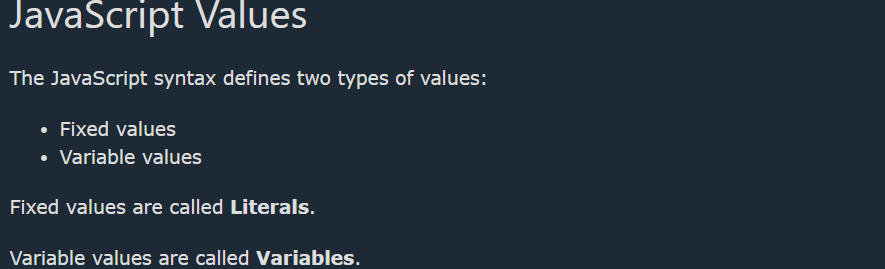 JavaScript Values
The JavaScript syntax defines two types of values:
• Fixed values
• Variable values
Fixed values are called Literals.
Variable values are called Variables.